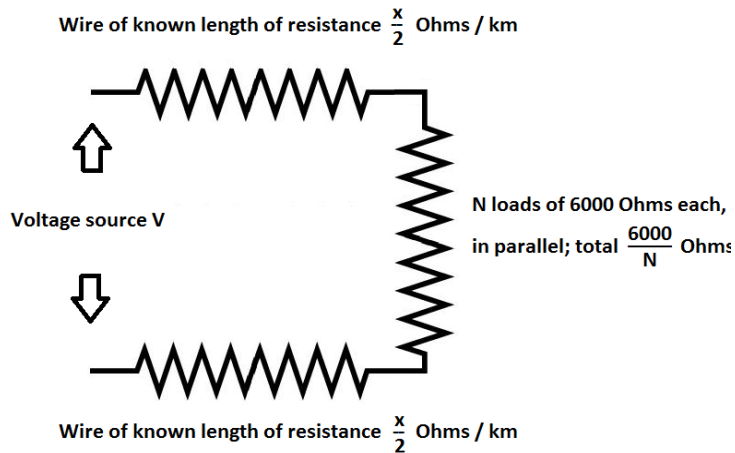 Wire of known length of resistance x/2 Ohms / km
Voltage source V
N loads of 6000 Ohms each,
in parallel; total 6000/N Ohms
Wire of known length of resistance x/2 Ohms / km